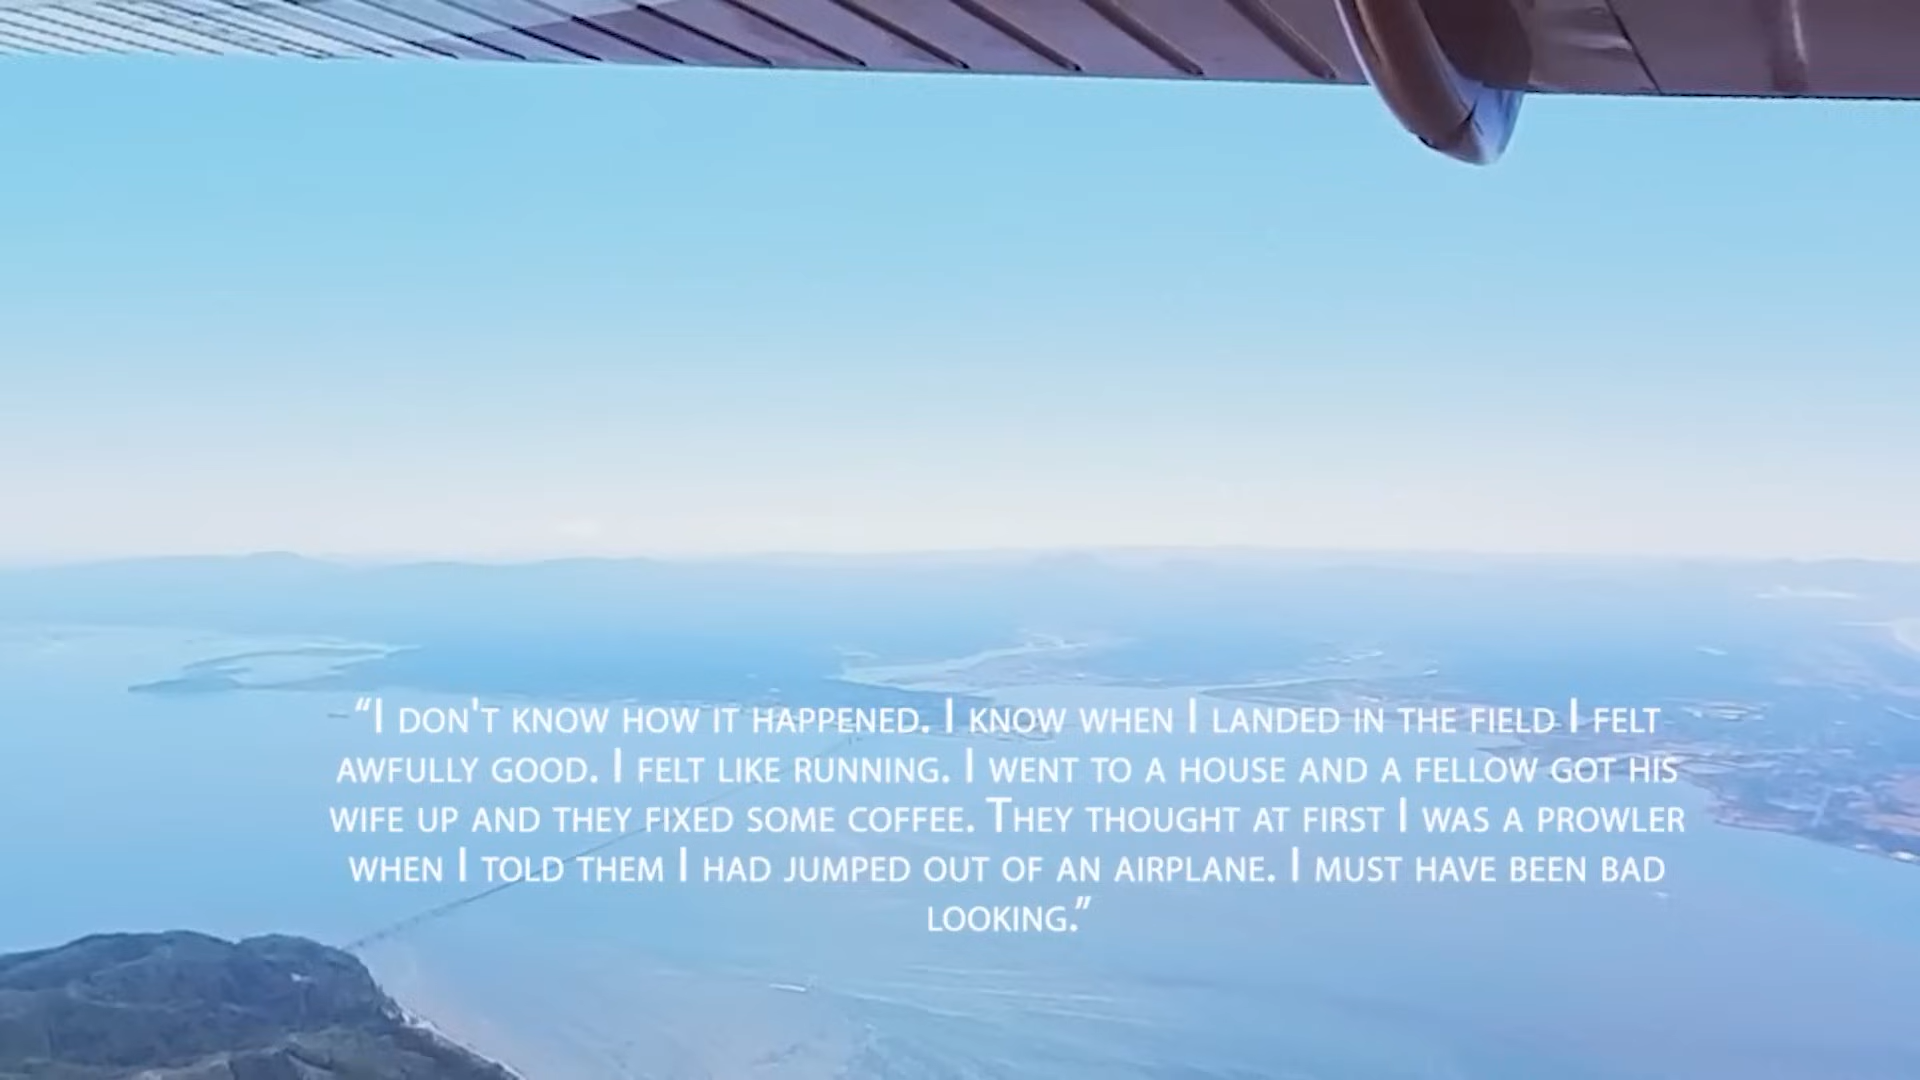 “I don't know how it happened. I know when I landed in the field I felt
awfully good. I felt like running. I went to a house and a fellow got his
wife up and they fixed some coffee. They thought at first I was a prowler
when I told them I had jumped out of an airplane. I must have been bad
looking.”